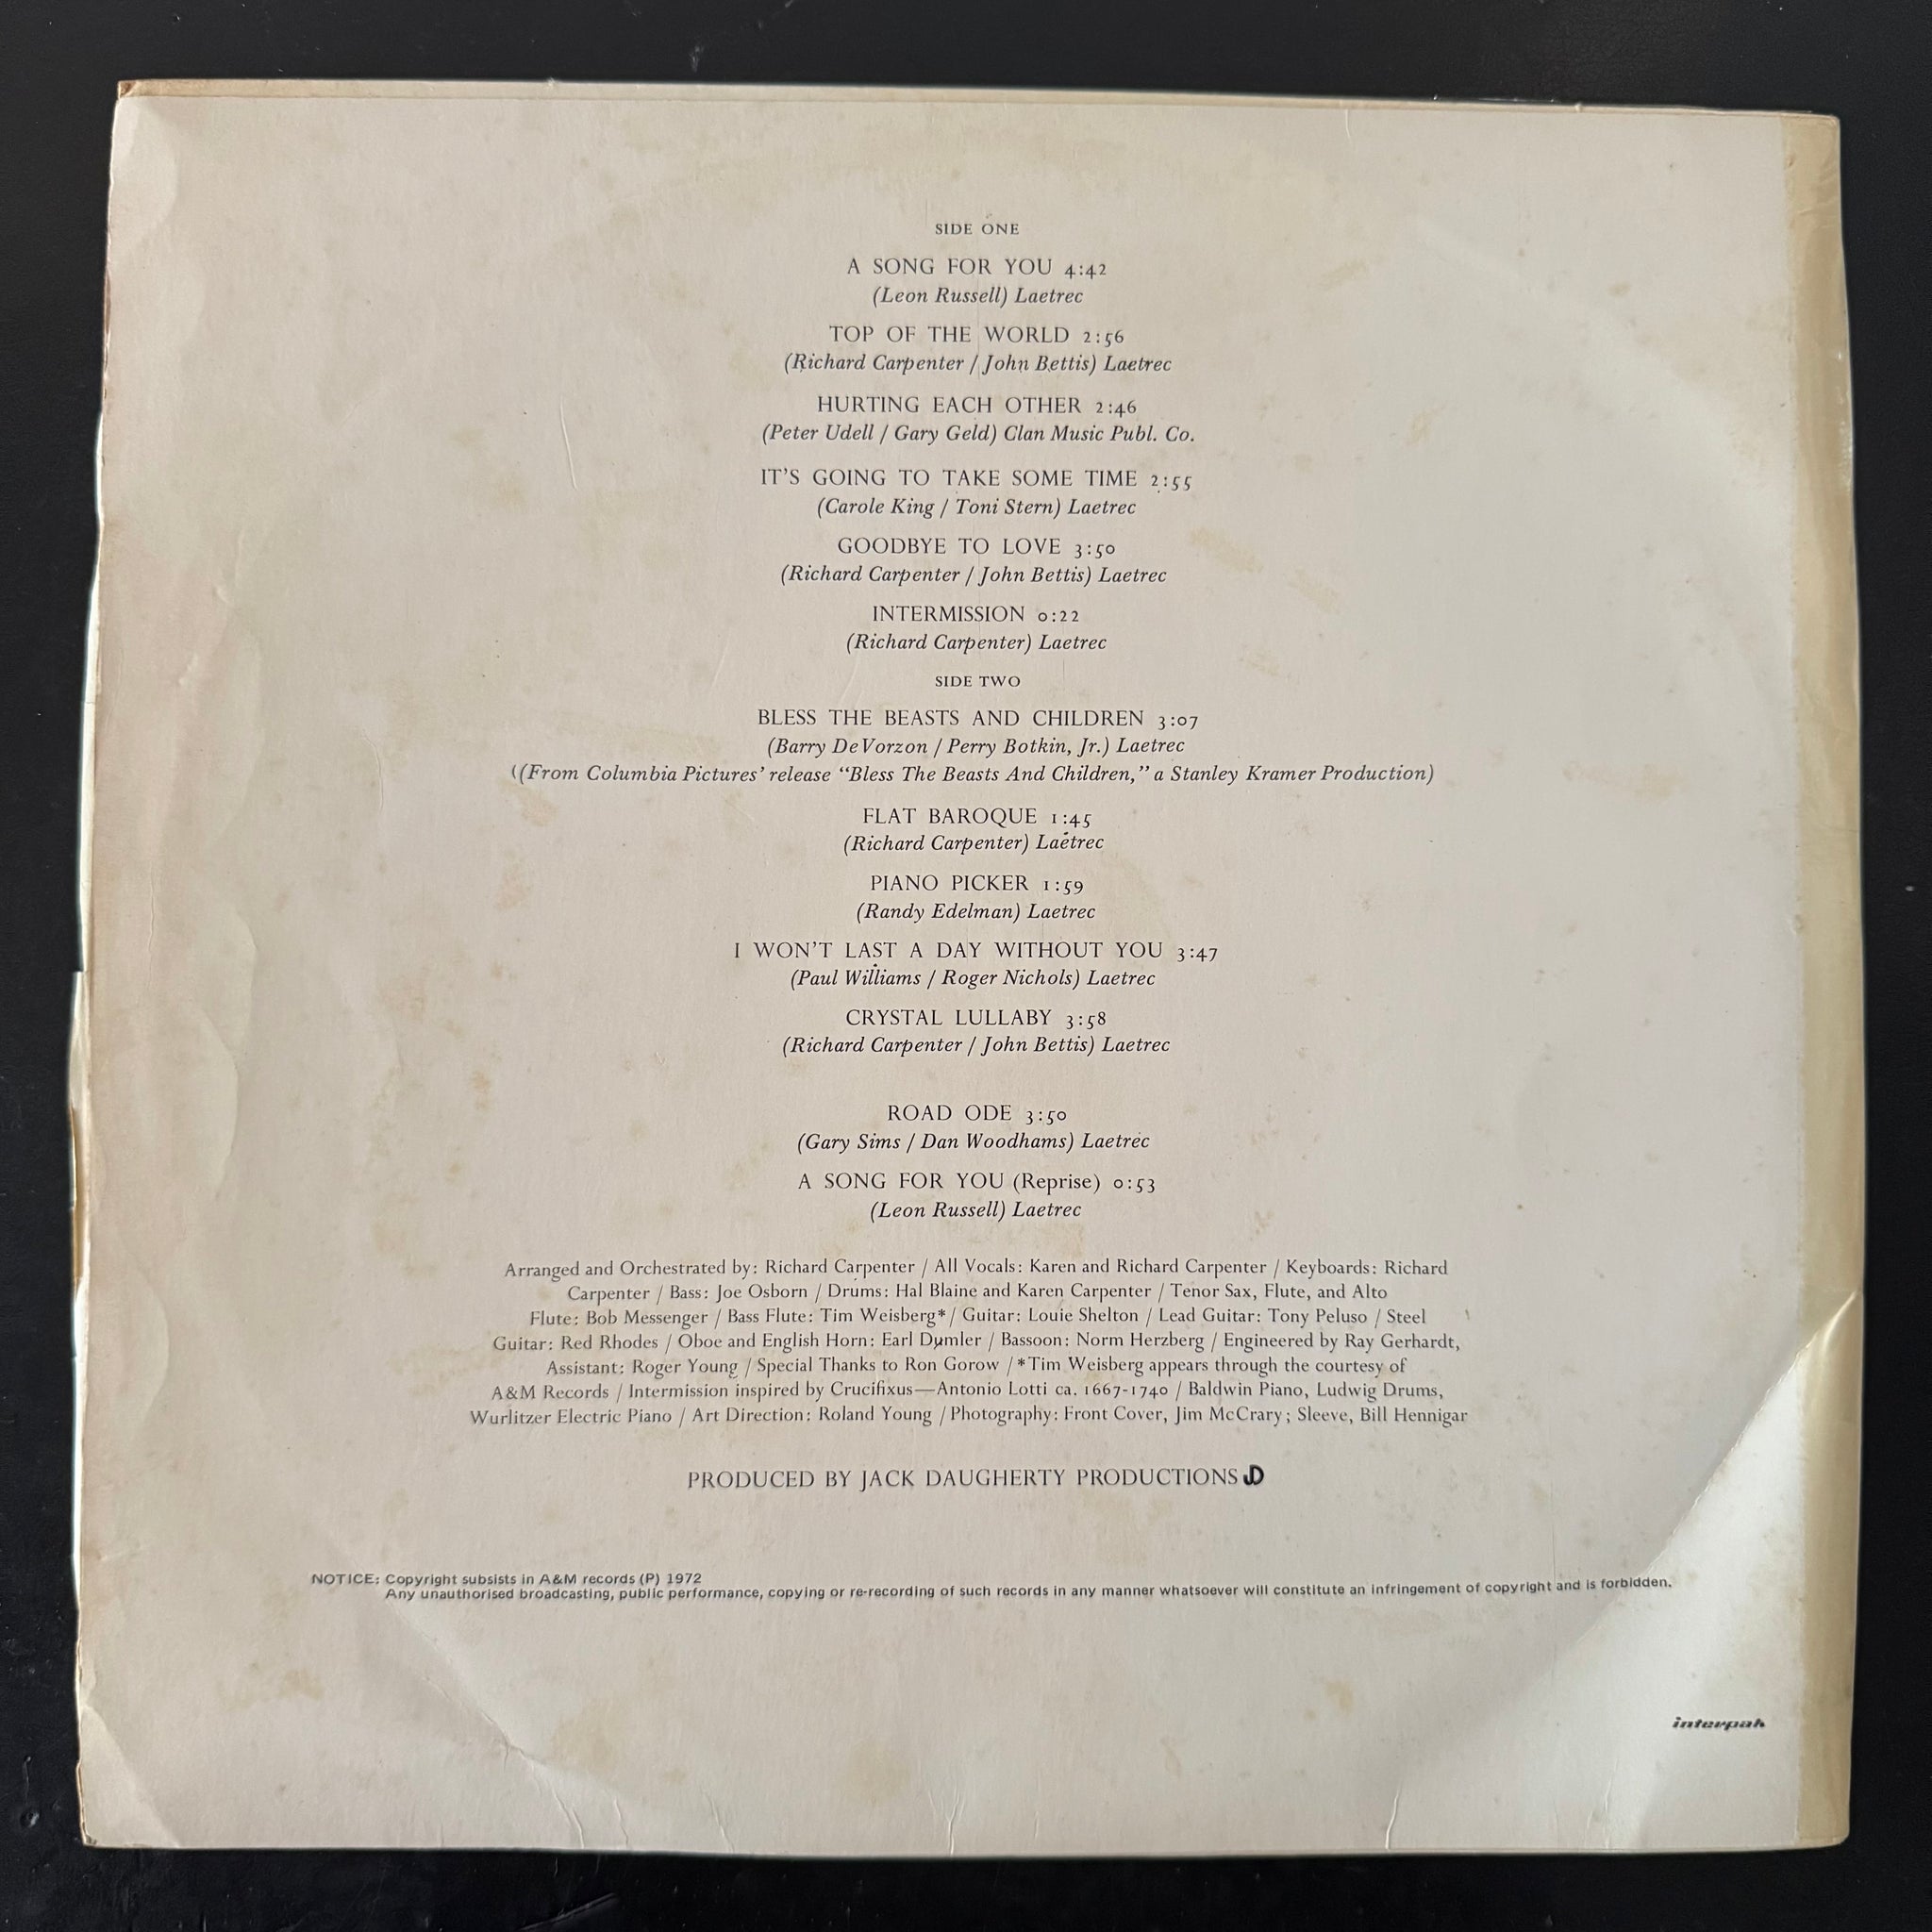 SIDE ONE
A SONG FOR YOU 4:42
(Leon Russell) Laetrec
TOP OF THE WORLD 2:56
(Richard Carpenter / John Bettis) Laetrec
HURTING EACH OTHER 2:46
(Peter Udell / Gary Geld) Clan Music Publ. Co.
IT'S GOING TO TAKE SOME TIME 2:55
(Carole King / Toni Stern) Laetrec
GOODBYE TO LOVE 3:50
(Richard Carpenter / John Bettis) Laetrec
INTERMISSION 0:22
(Richard Carpenter) Laetrec
SIDE TWO
BLESS THE BEASTS AND CHILDREN 3:07
(Barry DeVorzon / Perry Botkin, Jr.) Laetrec
((From Columbia Pictures' release “Bless The Beasts And Children,” a Stanley Kramer Production)
FLAT BAROQUE 1:45
(Richard Carpenter) Laetrec
PIANO PICKER 1:59
(Randy Edelman) Laetrec
I WON'T LAST A DAY WITHOUT YOU 3:47
(Paul Williams / Roger Nichols) Laetrec
CRYSTAL LULLABY 3:58
(Richard Carpenter / John Bettis) Laetrec
ROAD ODE 3:50
(Gary Sims / Dan Woodhams) Laetrec
A SONG FOR YOU (Reprise) 0:53
(Leon Russell) Laetrec
Arranged and Orchestrated by: Richard Carpenter / All Vocals: Karen and Richard Carpenter / Keyboards: Richard
Carpenter / Bass: Joe Osborn / Drums: Hal Blaine and Karen Carpenter / Tenor Sax, Flute, and Alto
Flute: Bob Messenger / Bass Flute: Tim Weisberg* / Guitar: Louie Shelton / Lead Guitar: Tony Peluso / Steel
Guitar: Red Rhodes / Oboe and English Horn: Earl Dumler / Bassoon: Norm Herzberg / Engineered by Ray Gerhardt,
Assistant: Roger Young / Special Thanks to Ron Gorow / *Tim Weisberg appears through the courtesy of
A&M Records / Intermission inspired by Crucifixus—Antonio Lotti ca. 1667-1740 / Baldwin Piano, Ludwig Drums,
Wurlitzer Electric Piano / Art Direction: Roland Young / Photography: Front Cover, Jim McCrary; Sleeve, Bill Hennigar
PRODUCED BY JACK DAUGHERTY PRODUCTIONS JD
NOTICE: Copyright subsists in A&M records (P) 1972
Any unauthorised broadcasting, public performance, copying or re-recording of such records in any manner whatsoever will constitute an infringement of copyright and is forbidden.
interpak